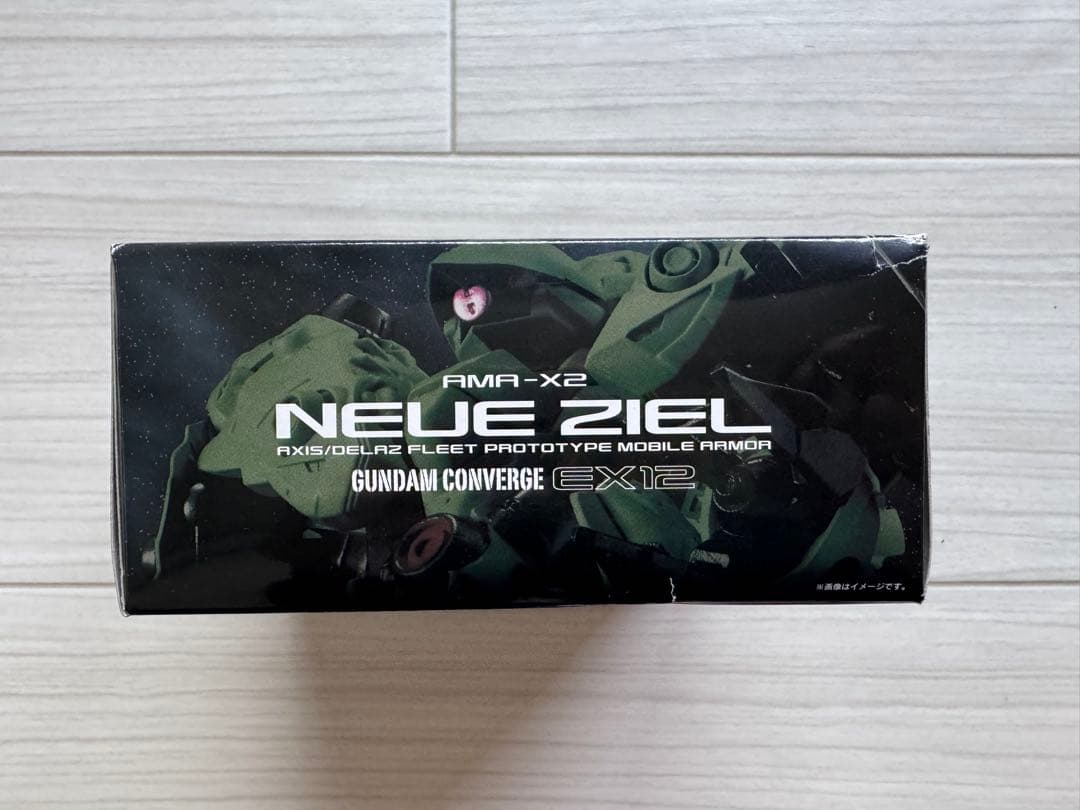 AMA-X2
NEUE ZIEL
AXIS/DELAZ FLEET PROTOTYPE MOBILE ARMOR
GUNDAM CONVERGE EX12
※画像はイメージです。